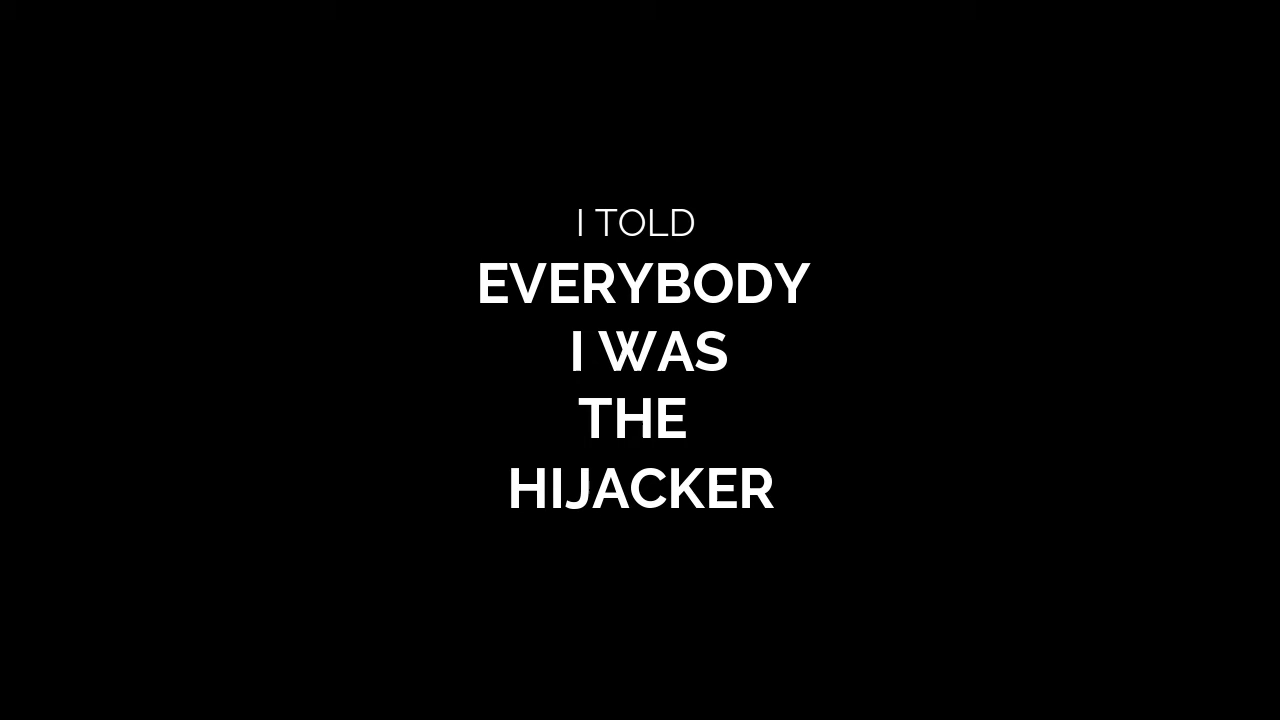 I TOLD
EVERYBODY
I WAS
THE
HIJACKER